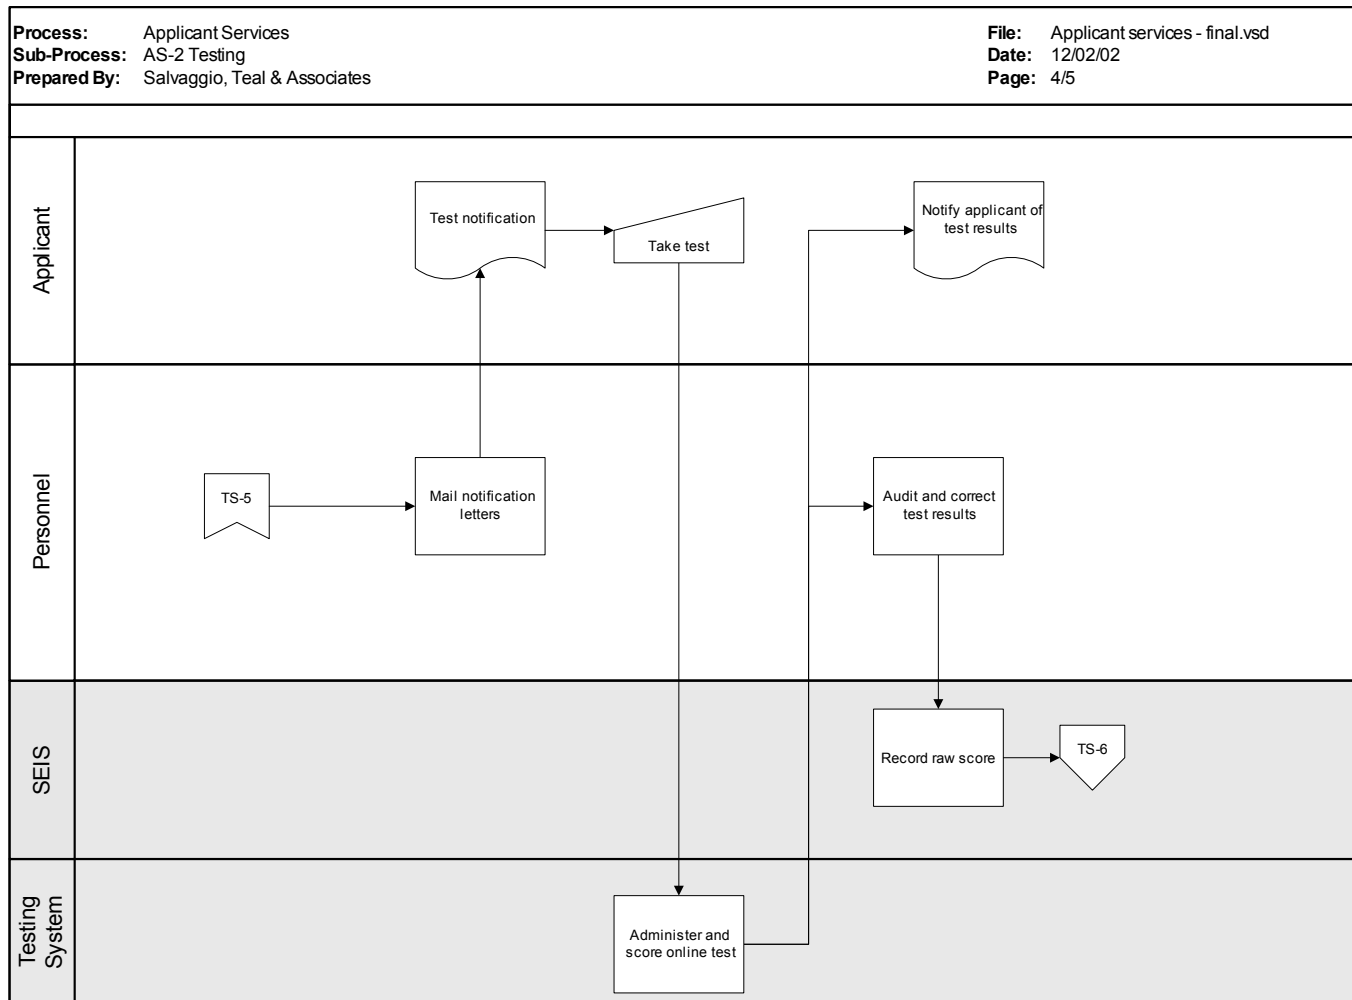 Process: Applicant Services
Sub-Process: AS-2 Testing
Prepared By: Salvaggio, Teal & Associates
File: Applicant services - final.vsd
Date: 12/02/02
Page: 4/5
Applicant
Test notification
Take test
Notify applicant of
test results
Personnel
TS-5
Mail notification
letters
Audit and correct
test results
SEIS
Record raw score
TS-6
Testing
System
Administer and
score online test